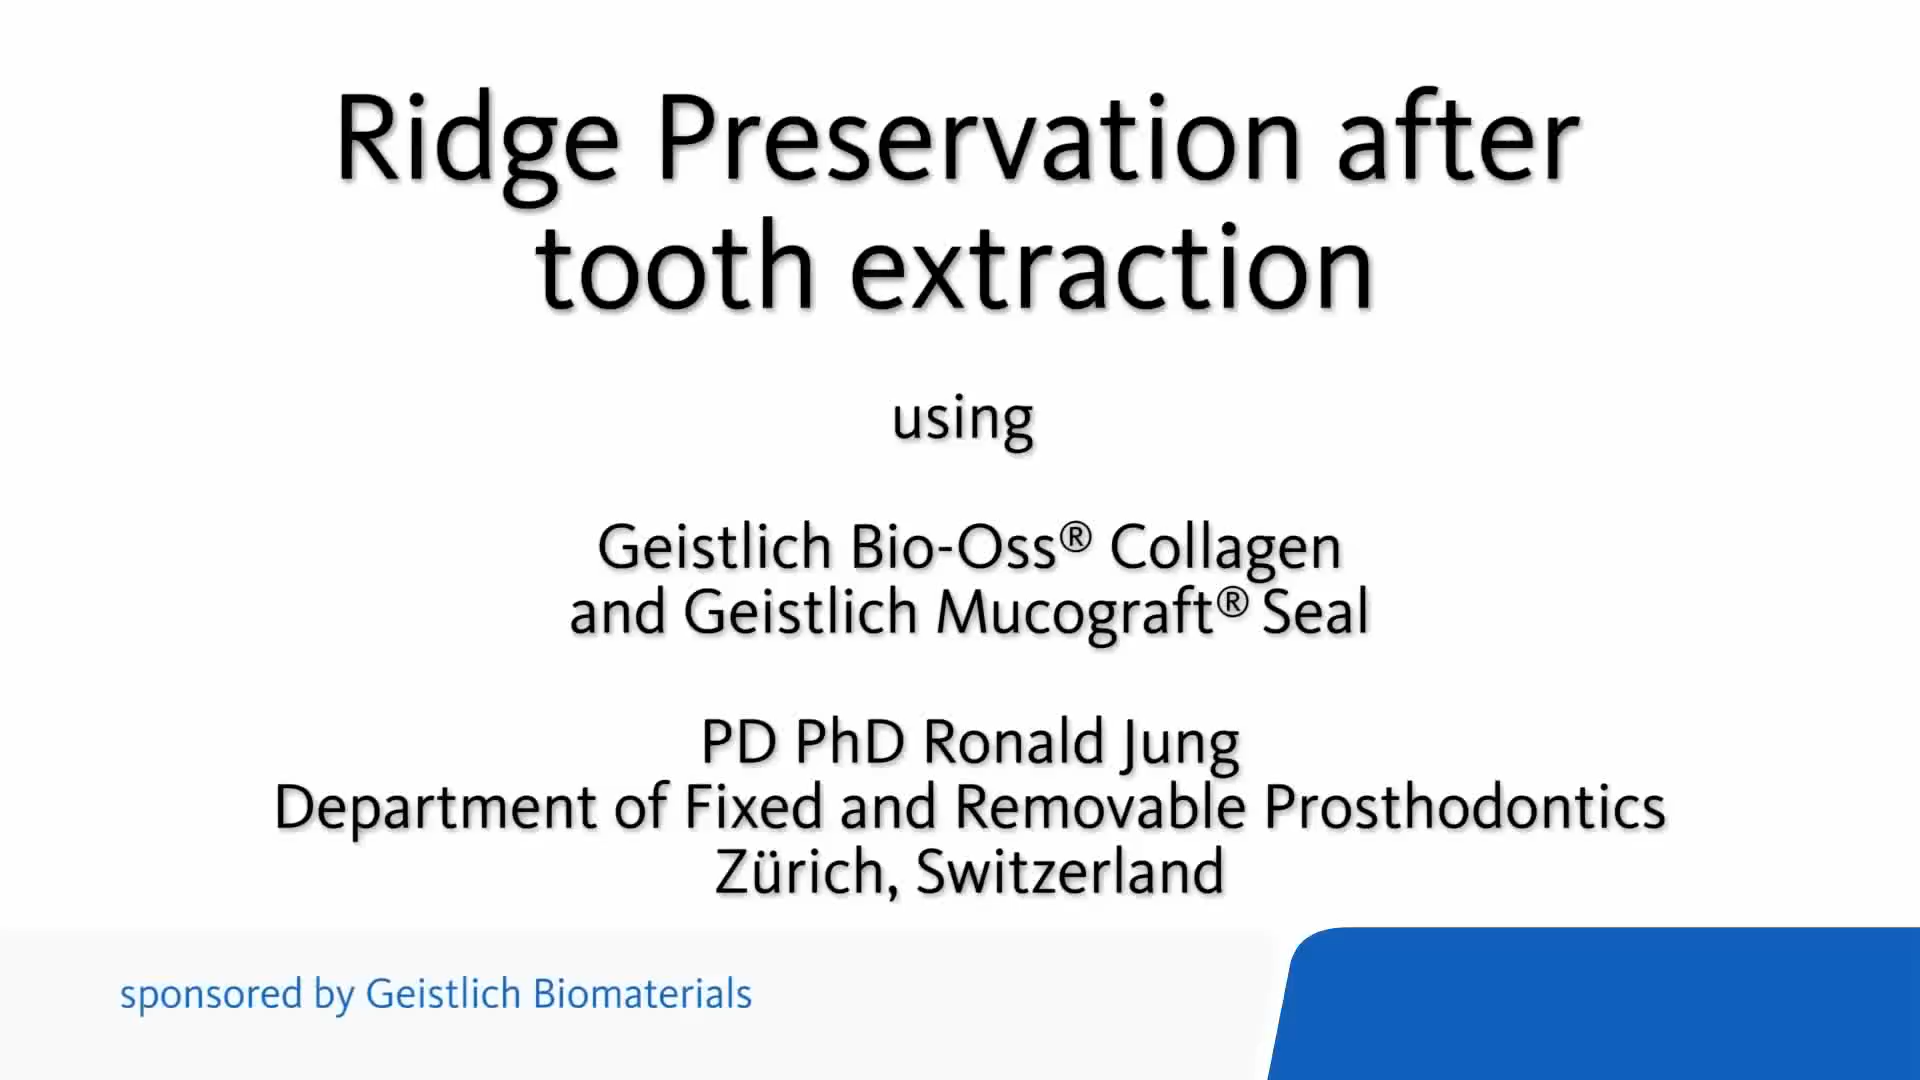 Ridge Preservation after
tooth extraction
using
Geistlich Bio-Oss® Collagen
and Geistlich Mucograft® Seal
PD PhD Ronald Jung
Department of Fixed and Removable Prosthodontics
Zürich, Switzerland
sponsored by Geistlich Biomaterials